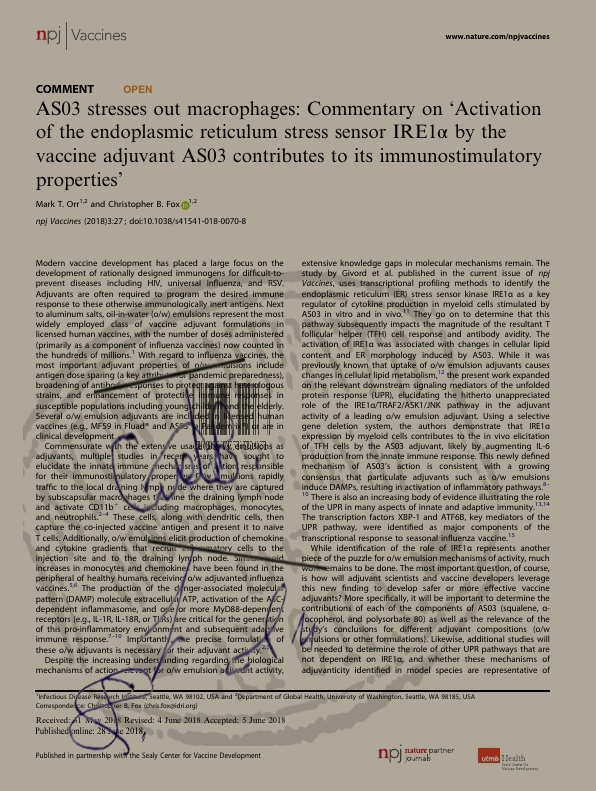 npj | Vaccines
www.nature.com/npjvaccines
COMMENT OPEN
AS03 stresses out macrophages: Commentary on ‘Activation
of the endoplasmic reticulum stress sensor IRE1α by the
vaccine adjuvant AS03 contributes to its immunostimulatory
properties’
Mark T. Orr1,2 and Christopher B. Fox 1,2
npj Vaccines (2018)3:27 ; doi:10.1038/s41541-018-0070-8
Modern vaccine development has placed a large focus on the
development of rationally designed immunogens for difficult-to-
prevent diseases including HIV, universal influenza, and RSV.
Adjuvants are often required to program the desired immune
response to these otherwise immunologically inert antigens. Next
to aluminum salts, oil-in-water (o/w) emulsions represent the most
widely employed class of vaccine adjuvant formulations in
licensed human vaccines, with the number of doses administered
(primarily as a component of influenza vaccines) now counted in
the hundreds of millions.1 With regard to influenza vaccines, the
most important adjuvant properties of o/w emulsions include
antigen dose sparing (a key attribute for pandemic preparedness),
broadening of antibody responses to protect against heterologous
strains, and enhancement of protective immune responses in
susceptible populations including young children and the elderly.
Several o/w emulsion adjuvants are included in licensed human
vaccines (e.g., MF59 in Fluad® and AS03 in Pandemrix®) or are in
clinical development.
Commensurate with the extensive usage of o/w emulsions as
adjuvants, multiple studies in recent years have sought to
elucidate the innate immune mechanisms of action responsible
for their immunostimulatory properties. o/w emulsions rapidly
traffic to the local draining lymph node where they are captured
by subcapsular macrophages that line the draining lymph node
and activate CD11b+ cells including macrophages, monocytes,
and neutrophils.2–4 These cells, along with dendritic cells, then
capture the co-injected vaccine antigen and present it to naive
T cells. Additionally, o/w emulsions elicit production of chemokine
and cytokine gradients that recruit inflammatory cells to the
injection site and to the draining lymph node. Similar
increases in monocytes and chemokines have been found in the
peripheral of healthy humans receiving o/w adjuvanted influenza
vaccines.5,6 The production of the danger-associated molecular
pattern (DAMP) molecule extracellular ATP, activation of the ASC-
dependent inflammasome, and one or more MyD88-dependent
receptors (e.g., IL-1R, IL-18R, or TLRs) are critical for the generation
of this pro-inflammatory environment and subsequent adaptive
immune response.7–10 Importantly, the precise formulation of
these o/w adjuvants is necessary for their adjuvant activity.
Despite the increasing understanding regarding the biological
mechanisms of action relevant for o/w emulsion adjuvant activity,
extensive knowledge gaps in molecular mechanisms remain. The
study by Givord et al. published in the current issue of npj
Vaccines, uses transcriptional profiling methods to identify the
endoplasmic reticulum (ER) stress sensor kinase IRE1α as a key
regulator of cytokine production in myeloid cells stimulated by
AS03 in vitro and in vivo.11 They go on to determine that this
pathway subsequently impacts the magnitude of the resultant T
follicular helper (TFH) cell response and antibody avidity. The
activation of IRE1α was associated with changes in cellular lipid
content and ER morphology induced by AS03. While it was
previously known that uptake of o/w emulsion adjuvants causes
changes in cellular lipid metabolism,12 the present work expanded
on the relevant downstream signaling mediators of the unfolded
protein response (UPR), elucidating the hitherto unappreciated
role of the IRE1α/TRAF2/ASK1/JNK pathway in the adjuvant
activity of a leading o/w emulsion adjuvant. Using a selective
gene deletion system, the authors demonstrate that IRE1α
expression by myeloid cells contributes to the in vivo elicitation
of TFH cells by the AS03 adjuvant, likely by augmenting IL-6
production from the innate immune response. This newly defined
mechanism of AS03’s action is consistent with a growing
consensus that particulate adjuvants such as o/w emulsions
induce DAMPs, resulting in activation of inflammatory pathways.8–
10 There is also an increasing body of evidence illustrating the role
of the UPR in many aspects of innate and adaptive immunity.13,14
The transcription factors XBP-1 and ATF6B, key mediators of the
UPR pathway, were identified as major components of the
transcriptional response to seasonal influenza vaccine.15
While identification of the role of IRE1α represents another
piece of the puzzle for o/w emulsion mechanisms of activity, much
work remains to be done. The most important question, of course,
is how will adjuvant scientists and vaccine developers leverage
this new finding to develop safer or more effective vaccine
adjuvants? More specifically, it will be important to determine the
contributions of each of the components of AS03 (squalene, α-
tocopherol, and polysorbate 80) as well as the relevance of the
study’s conclusions for different adjuvant compositions (o/w
emulsions or other formulations). Likewise, additional studies will
be needed to determine the role of other UPR pathways that are
not dependent on IRE1α, and whether these mechanisms of
adjuvanticity identified in model species are representative of
1Infectious Disease Research Institute, Seattle, WA 98102, USA and 2Department of Global Health, University of Washington, Seattle, WA 98185, USA
Correspondence: Christopher B. Fox (chris.fox@idri.org)
Received: 31 May 2018 Revised: 4 June 2018 Accepted: 5 June 2018
Published online: 28 June 2018
Published in partnership with the Sealy Center for Vaccine Development
npj nature partner
journals
utmb Health
Sealy Center for
Vaccine Development